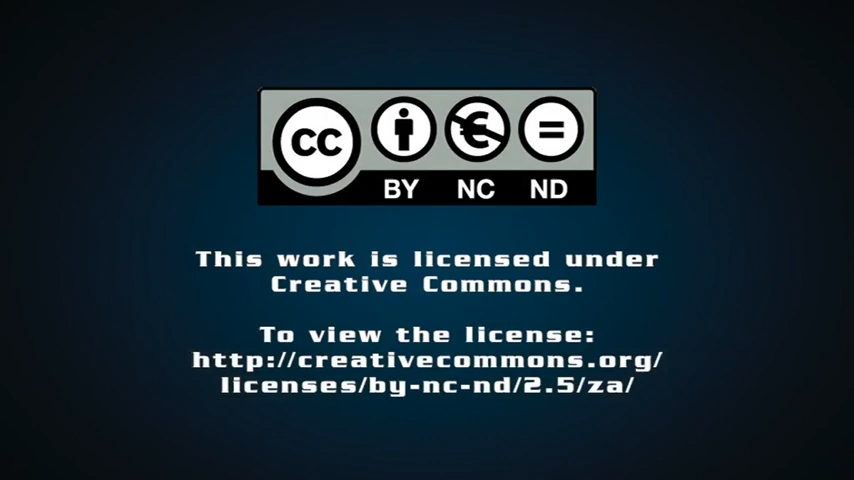 CC
BY NC ND
This work is licensed under
Creative Commons.
To view the license:
http://creativecommons.org/
licenses/by-nc-nd/2.5/za/